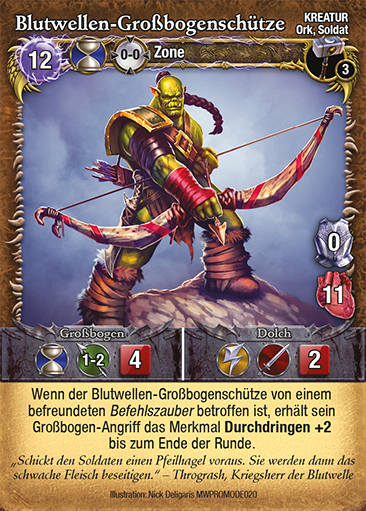 Blutwellen-Großbogenschütze
KREATUR
Ork, Soldat
12
0-0
Zone
3
0
11
Großbogen
Dolch
1-2
4
2
Wenn der Blutwellen-Großbogenschütze von einem
befreundeten Befehlszauber betroffen ist, erhält sein
Großbogen-Angriff das Merkmal Durchdringen +2
bis zum Ende der Runde.
„Schickt den Soldaten einen Pfeilhagel voraus. Sie werden dann das
schwache Fleisch beseitigen.“ – Throgrash, Kriegsherr der Blutwelle
Illustration: Nick Deligaris MWPROMODE020